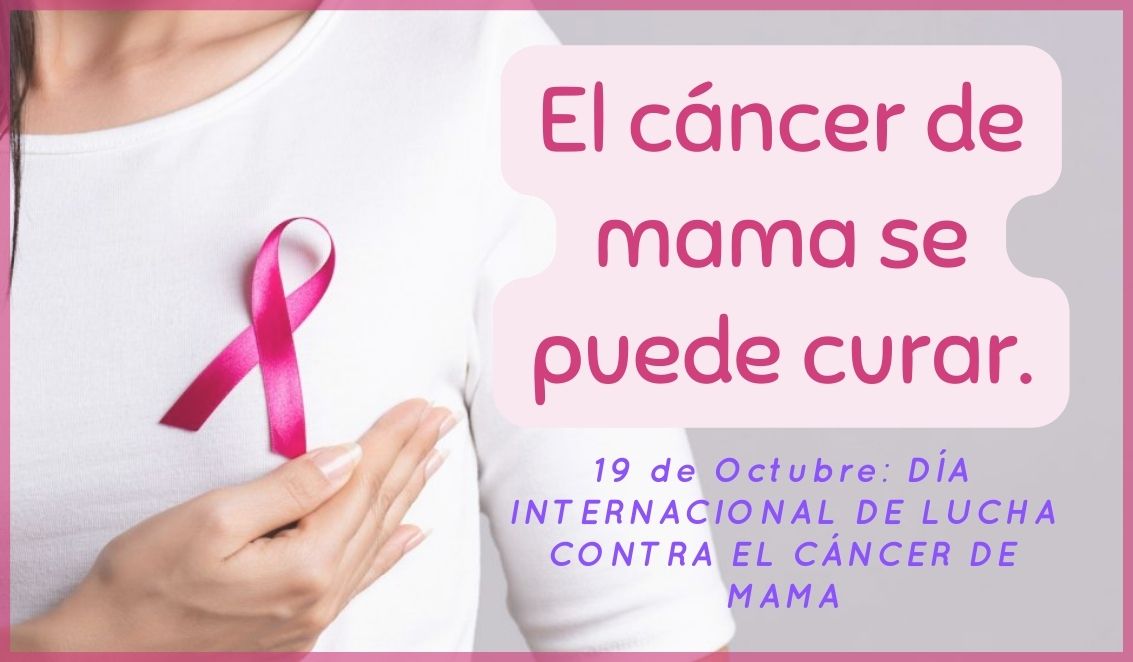 El cáncer de
mama se
puede curar.
19 de Octubre: DÍA
INTERNACIONAL DE LUCHA
CONTRA EL CÁNCER DE
MAMA